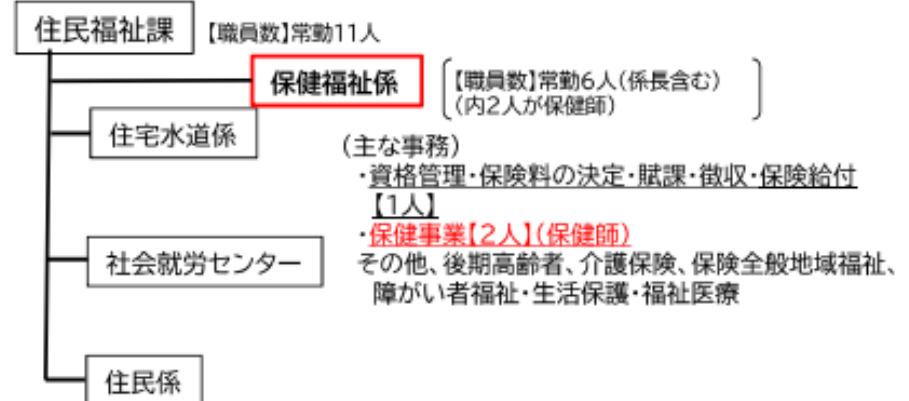 住民福祉課 【職員数】常勤11人
保健福祉係 【職員数】常勤6人(係長含む)
(内2人が保健師)
住宅水道係
(主な事務)
・資格管理・保険料の決定・賦課・徴収・保険給付
【1人】
・保健事業【2人】(保健師)
社会就労センター
その他、後期高齢者、介護保険、保険全般地域福祉、
障がい者福祉・生活保護・福祉医療
住民係